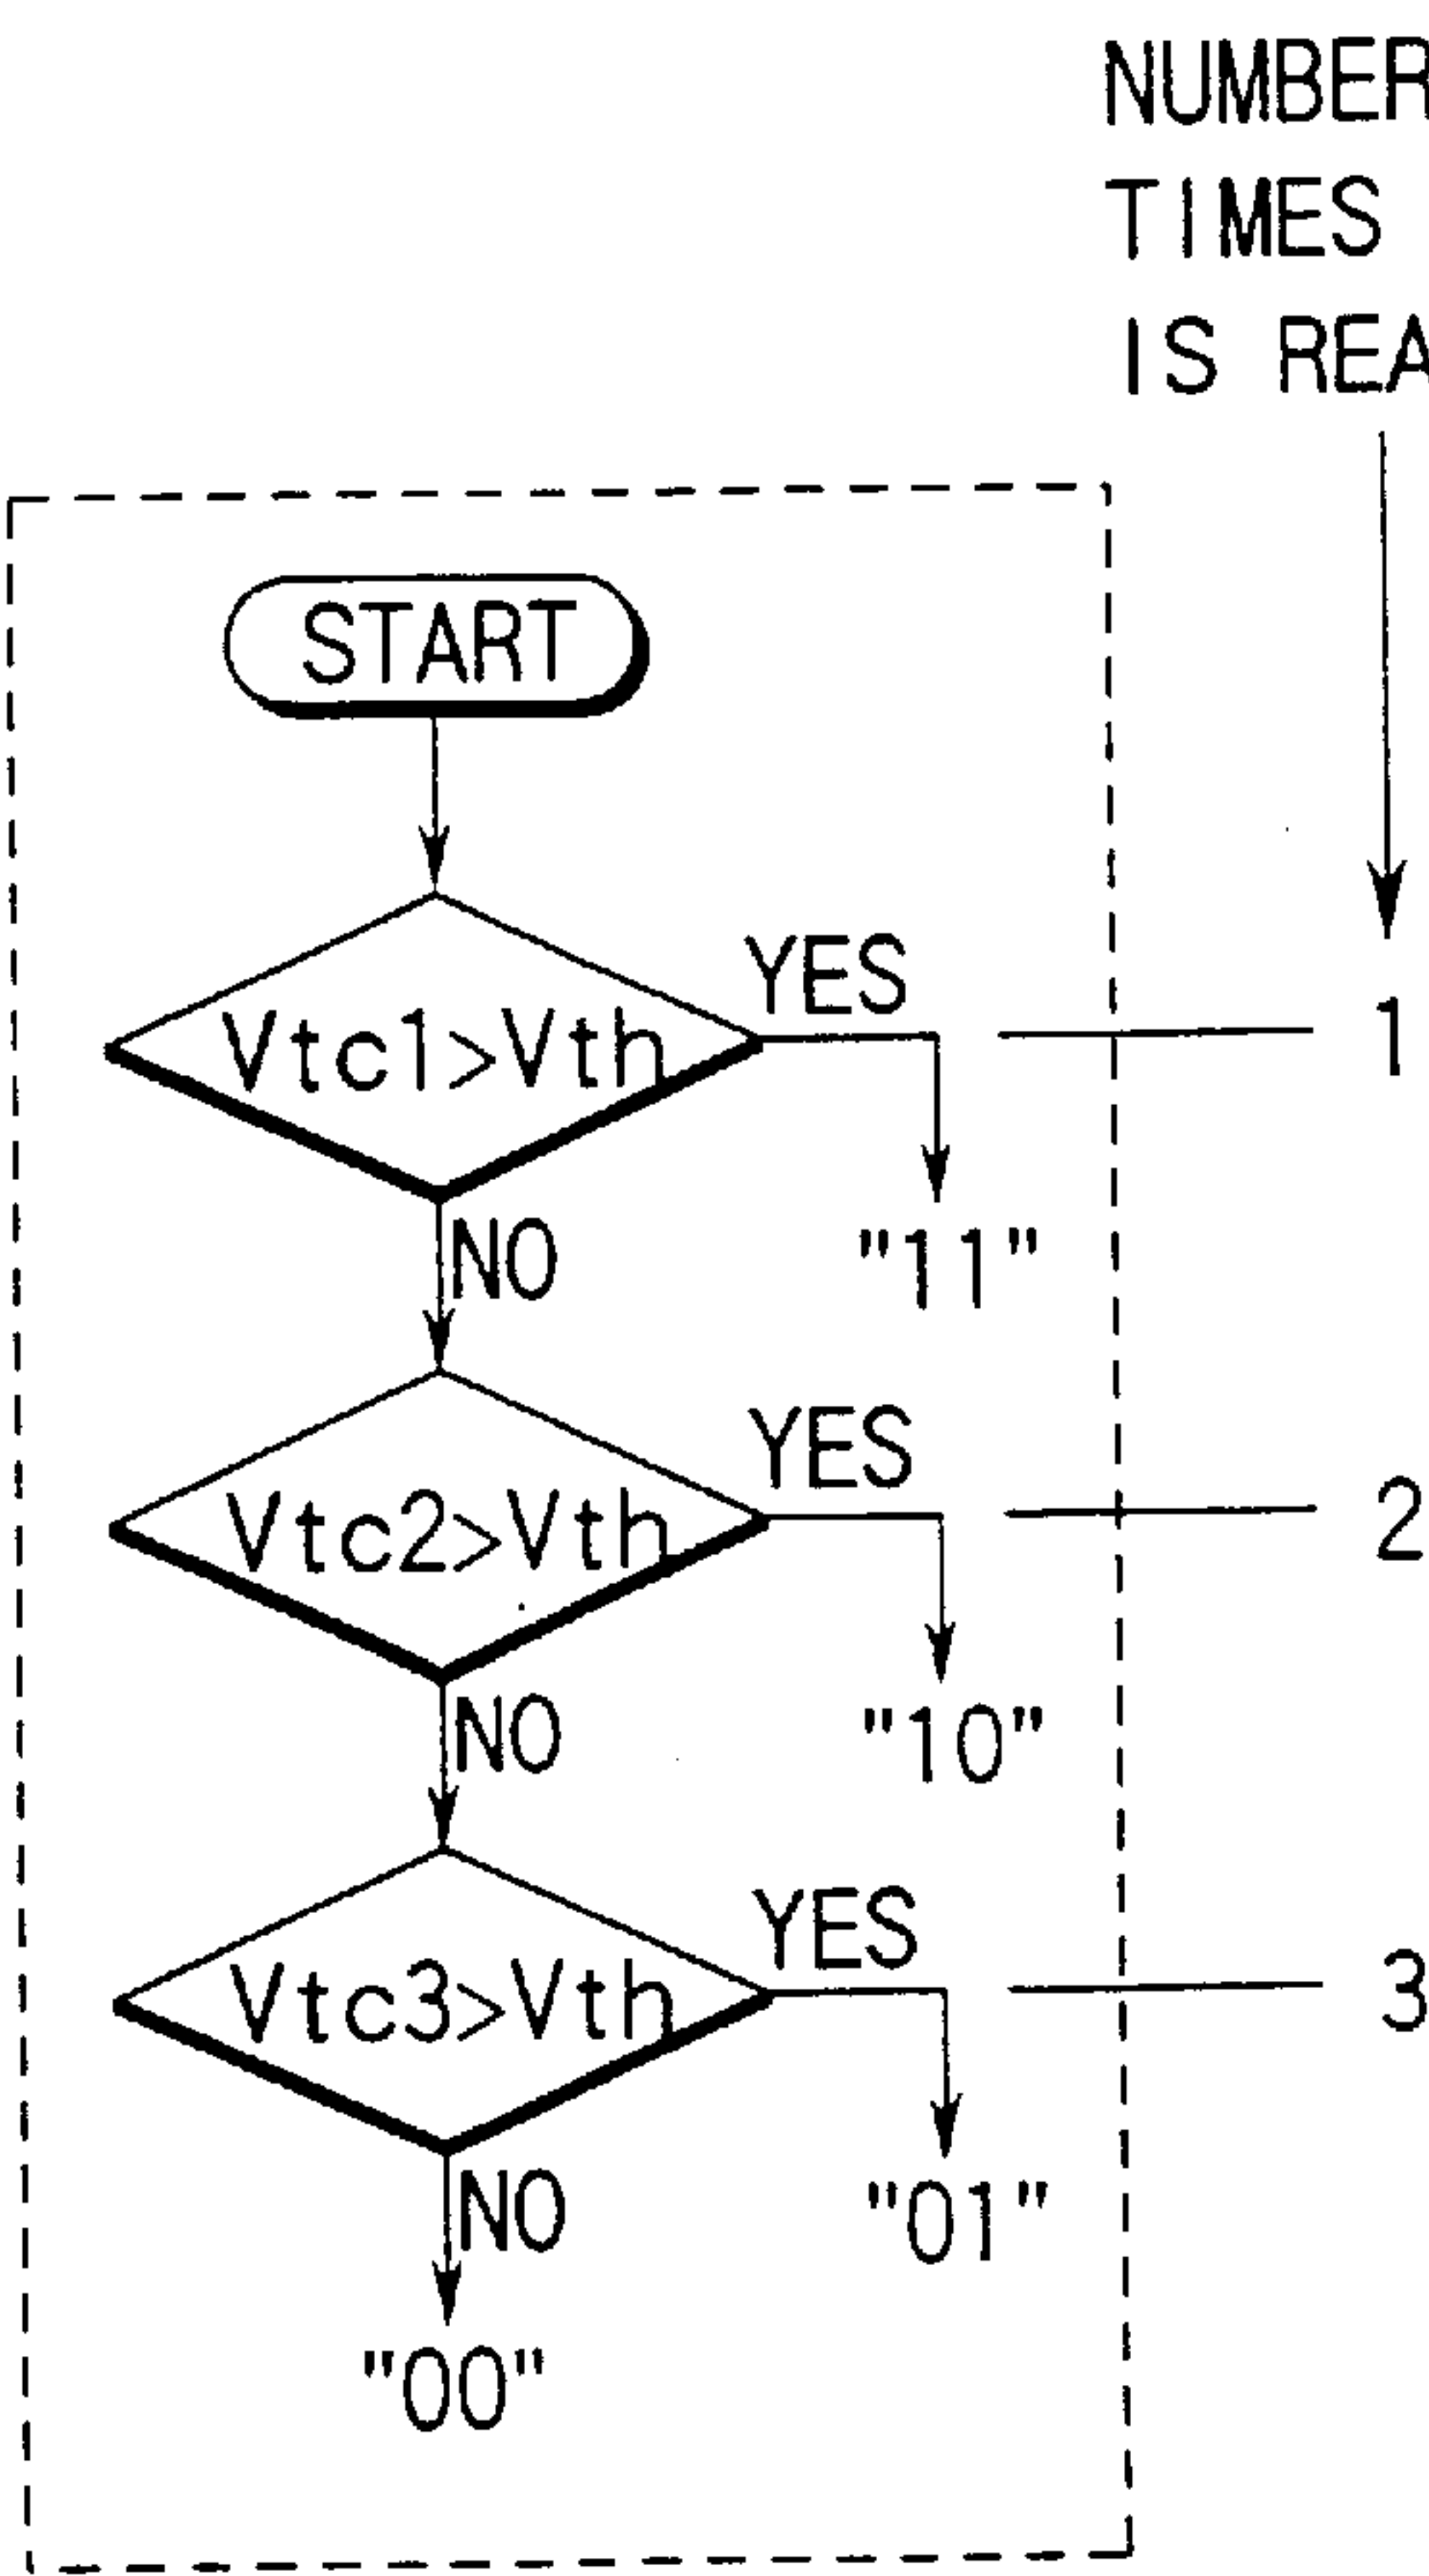 NUMBER
TIMES
IS REA
START
Vtc1>Vth
YES
1
NO
"11"
Vtc2>Vth
YES
2
NO
"10"
Vtc3>Vth
YES
3
NO
"01"
"00"